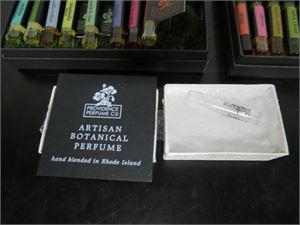 PROVIDENCE
PERFUME CO
ARTISAN
BOTANICAL
PERFUME
hand blended in Rhode Island